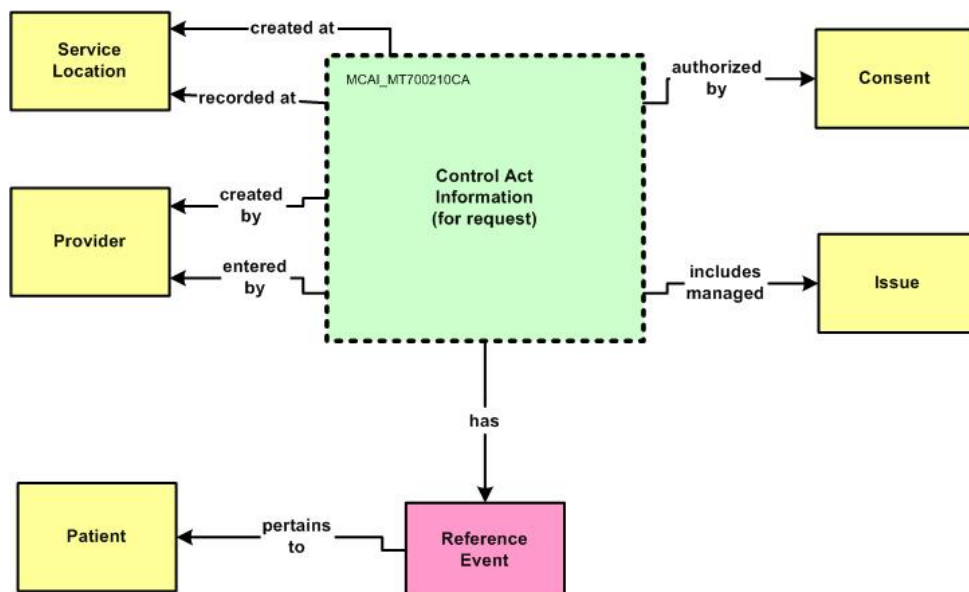 created at
Service
Location
recorded at
MCAI_MT700210CA
authorized
by
Consent
Control Act
Information
(for request)
Provider
created
by
entered
by
includes
managed
Issue
has
Patient
pertains
to
Reference
Event